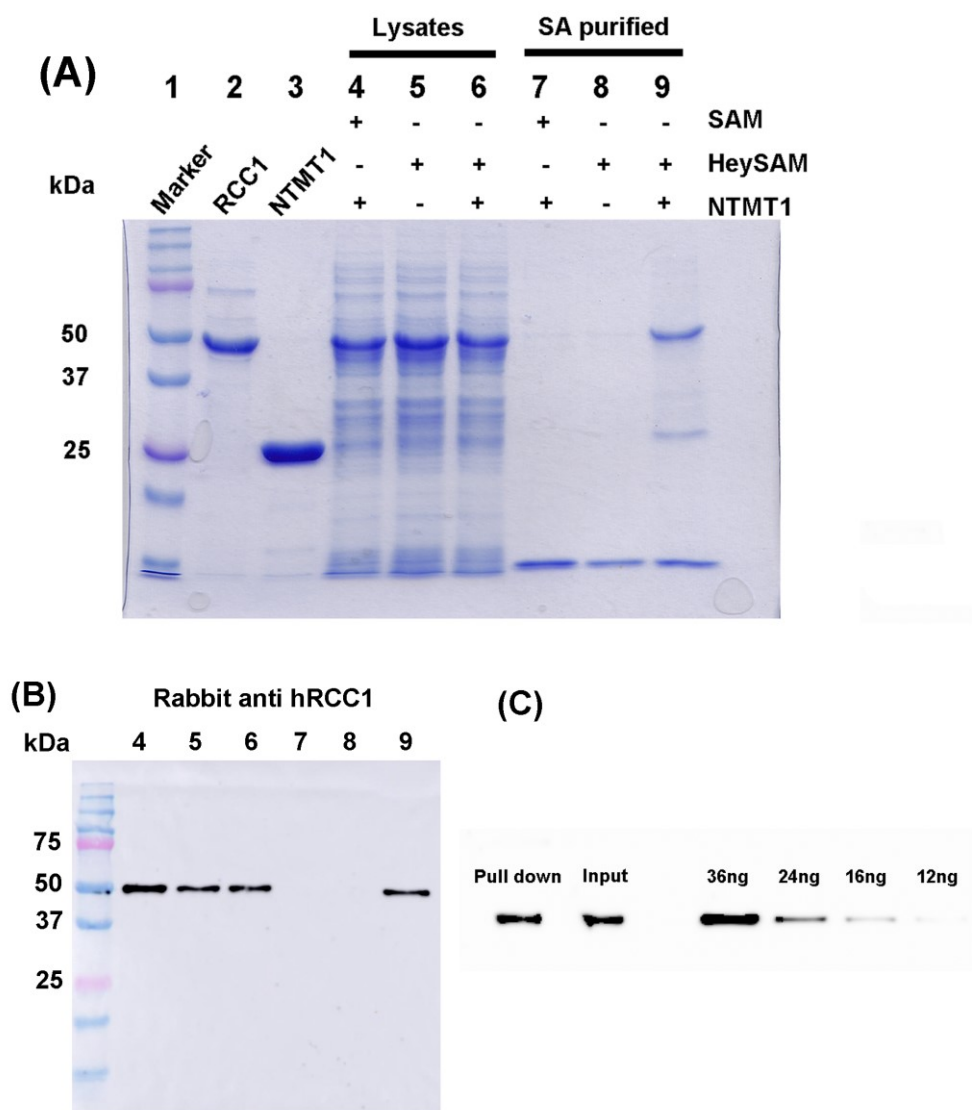 Lysates SA purified
(A) 1 2 3 4 5 6 7 8 9
+ - - + - - SAM
- + + - + + HeySAM
+ - + + - + NTMT1
kDa Marker RCC1 NTMT1
50
37
25
(B) Rabbit anti hRCC1
kDa 4 5 6 7 8 9
75
50
37
25
(C)
Pull down Input 36ng 24ng 16ng 12ng